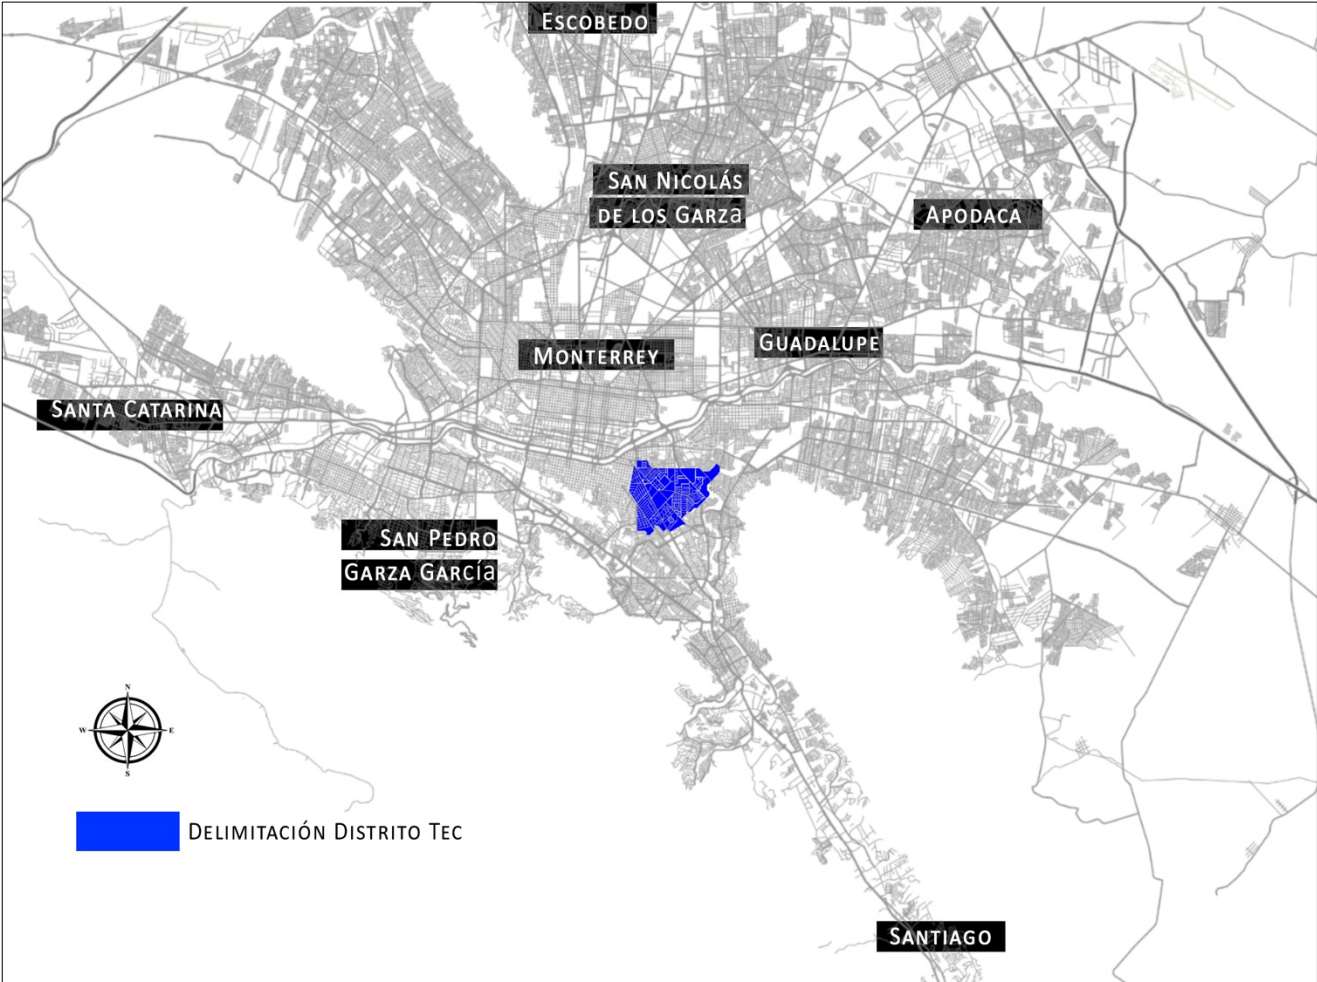 ESCOBEDO
SAN NICOLÁS
DE LOS GARZa
APODACA
GUADALUPE
MONTERREY
SANTA CATARINA
SAN PEDRO
GARZA GARCÍa
N
W E
S
DELIMITACIÓN DISTRITO TEC
SANTIAGO